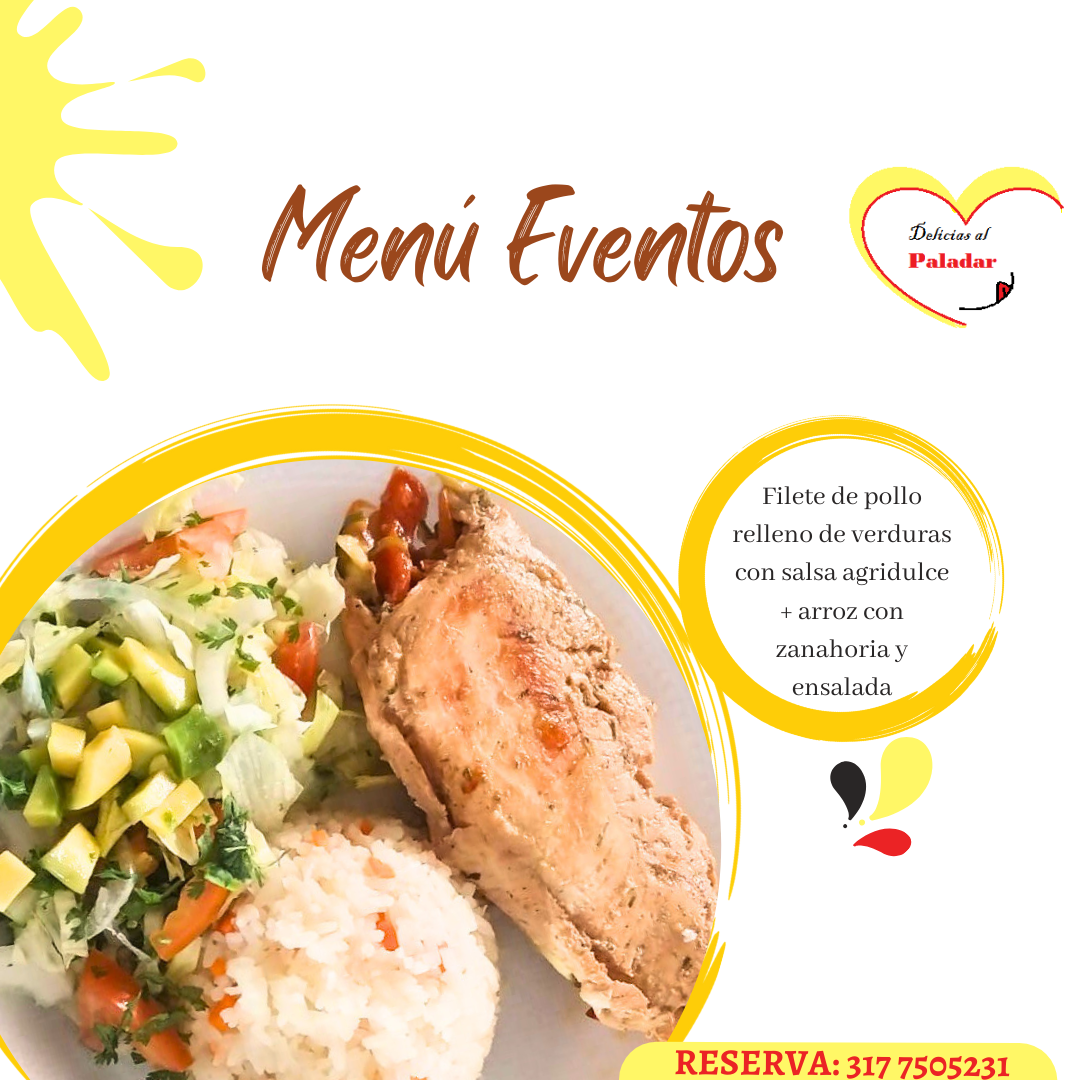 Menú Eventos
Delicias al
Paladar
Filete de pollo
relleno de verduras
con salsa agridulce
+ arroz con
zanahoria y
ensalada
RESERVA: 317 7505231